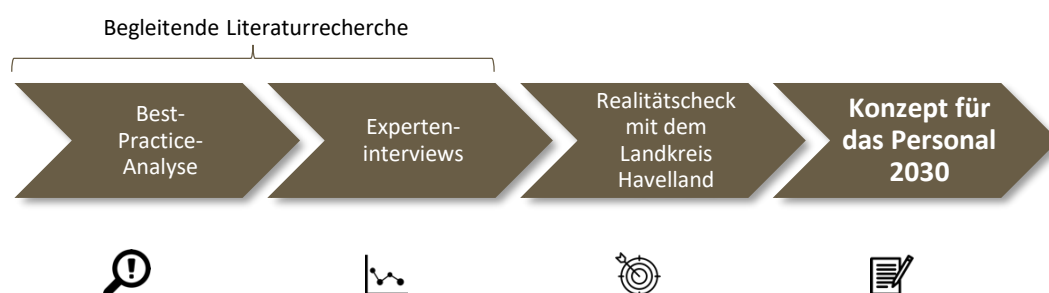 Begleitende Literaturrecherche
Best-
Practice-
Analyse
Experten-
interviews
Realitätscheck
mit dem
Landkreis
Havelland
Konzept für
das Personal
2030